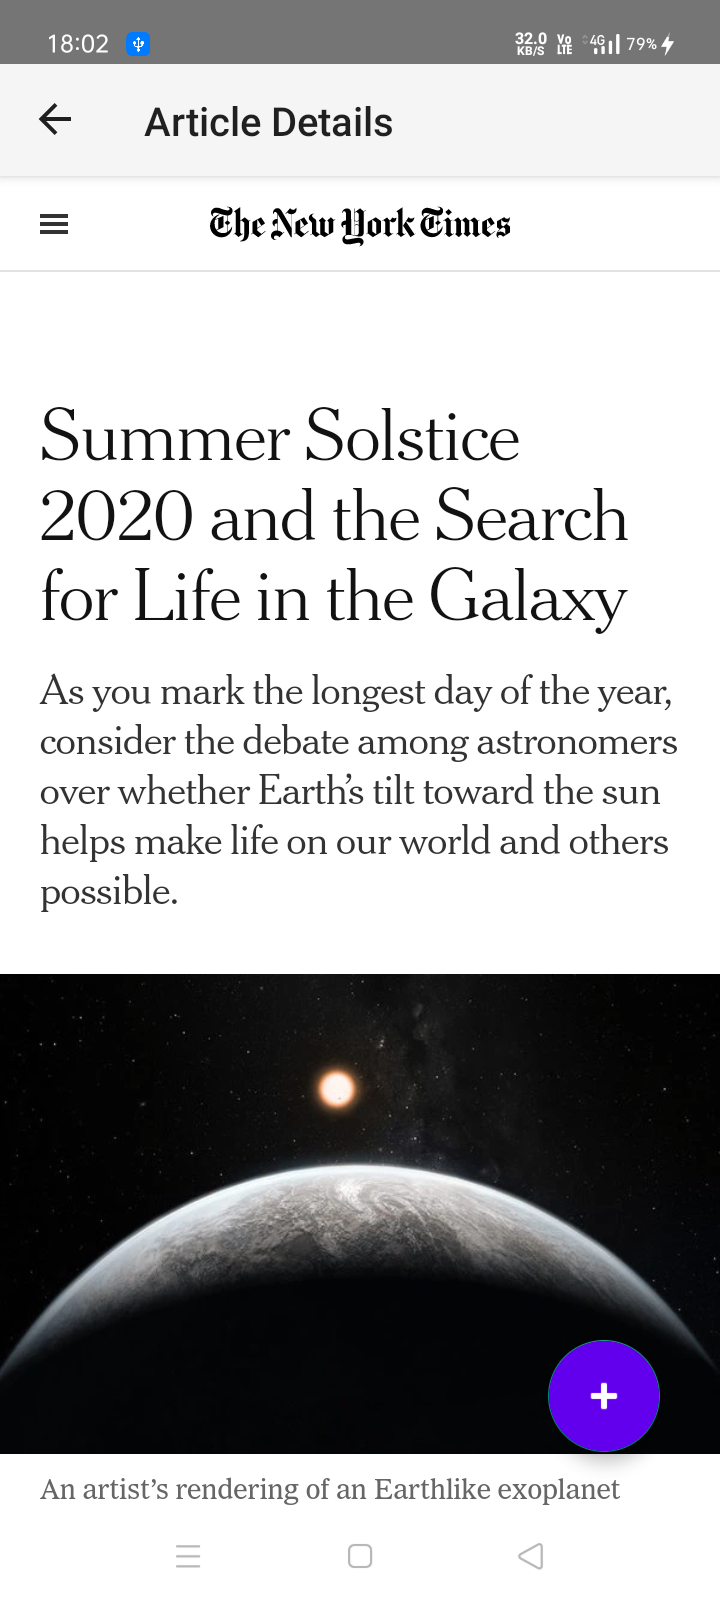 18:02
32.0 KB/S Vo LTE 4G 79%
Article Details
The New York Times
Summer Solstice
2020 and the Search
for Life in the Galaxy
As you mark the longest day of the year,
consider the debate among astronomers
over whether Earth’s tilt toward the sun
helps make life on our world and others
possible.
+
An artist’s rendering of an Earthlike exoplanet